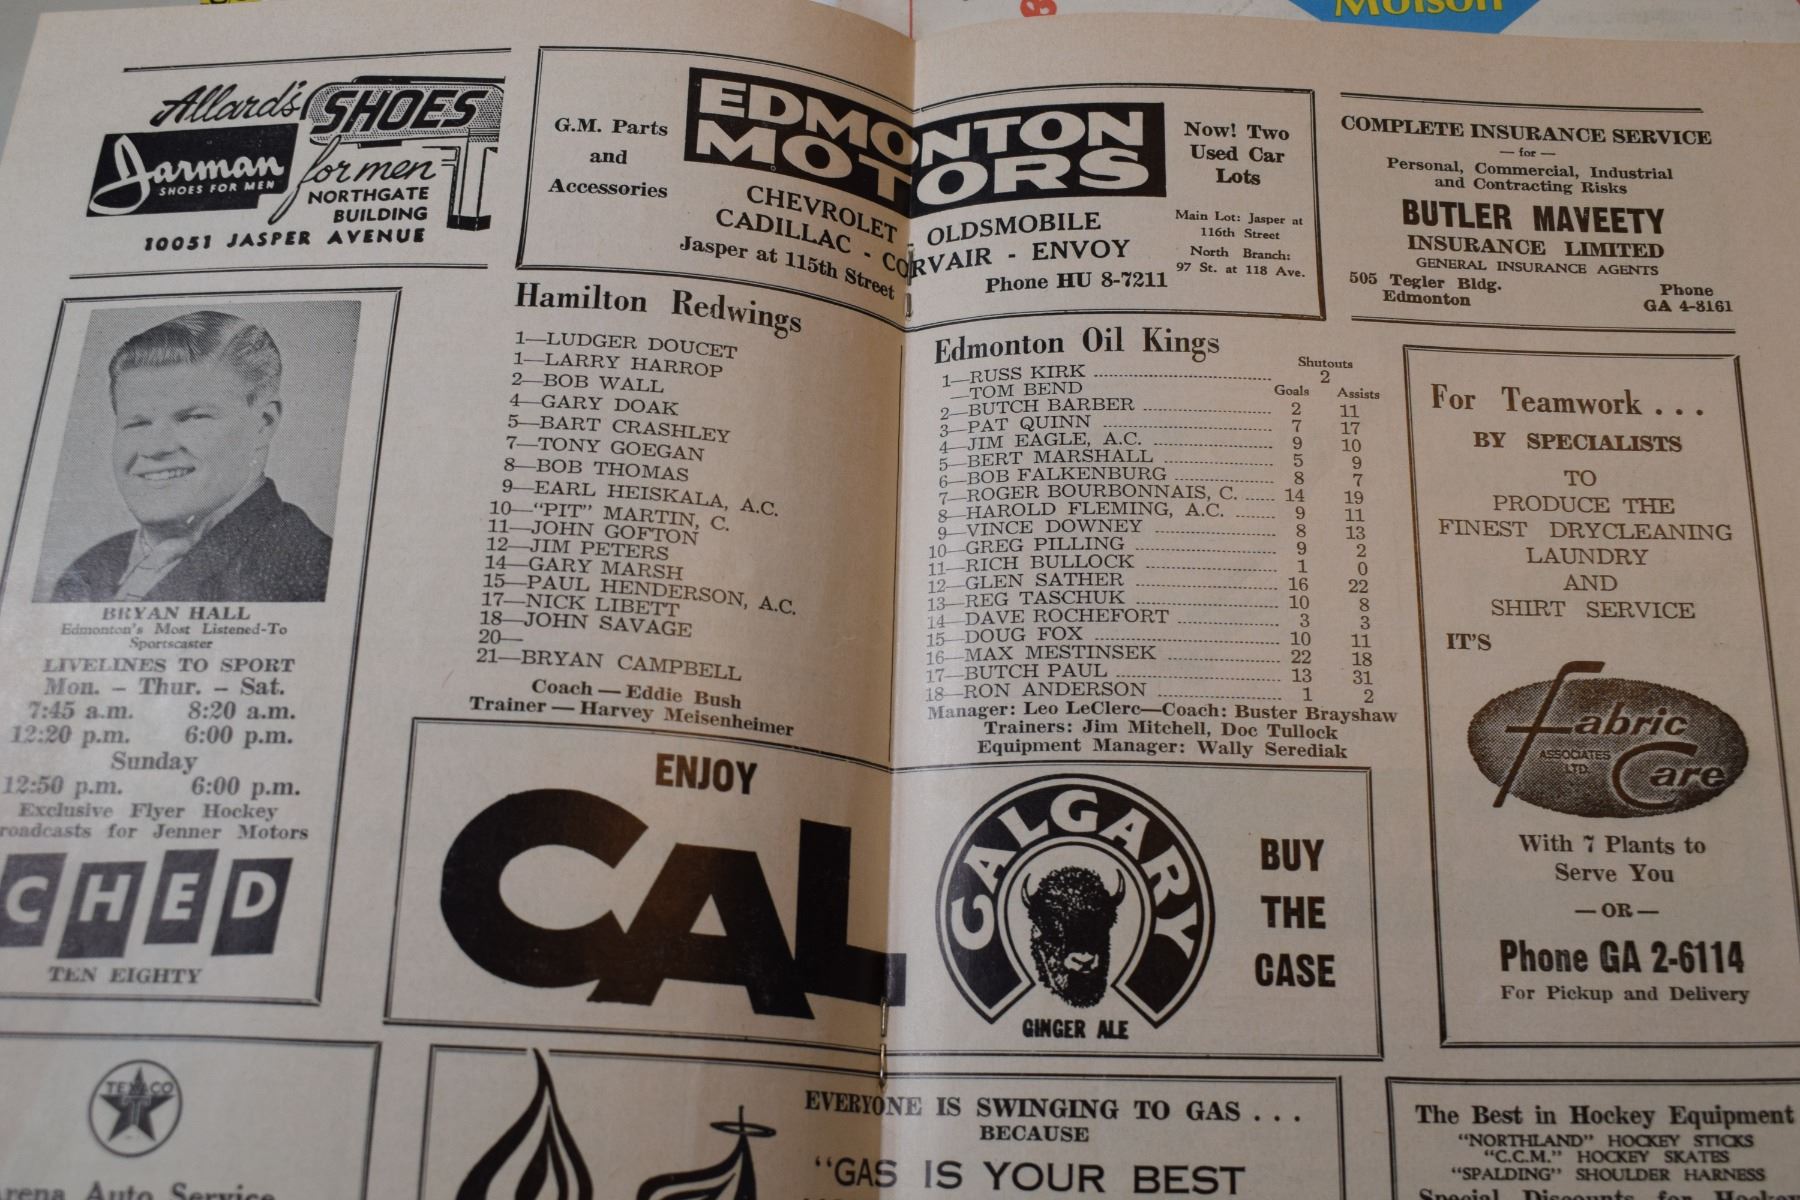 Molson
Allard's SHOES
Jarman
SHOES FOR MEN
for men
NORTHGATE
BUILDING
10051 JASPER AVENUE
G.M. Parts
and
Accessories
EDMONTON
MOTORS
CHEVROLET OLDSMOBILE
CADILLAC - CORVAIR - ENVOY
Jasper at 115th Street Phone HU 8-7211
Now! Two
Used Car
Lots
Main Lot: Jasper at
116th Street
North Branch:
97 St. at 118 Ave.
COMPLETE INSURANCE SERVICE
— for —
Personal, Commercial, Industrial
and Contracting Risks
BUTLER MAVEETY
INSURANCE LIMITED
GENERAL INSURANCE AGENTS
505 Tegler Bldg. Phone
Edmonton GA 4-8161
BRYAN HALL
Edmonton's Most Listened-To
Sportscaster
LIVELINES TO SPORT
Mon. - Thur. - Sat.
7:45 a.m. 8:20 a.m.
12:20 p.m. 6:00 p.m.
Sunday
12:50 p.m. 6:00 p.m.
Exclusive Flyer Hockey
roadcasts for Jenner Motors
CHED
TEN EIGHTY
Hamilton Redwings
1—LUDGER DOUCET
1—LARRY HARROP
2—BOB WALL
4—GARY DOAK
5—BART CRASHLEY
7—TONY GOEGAN
8—BOB THOMAS
9—EARL HEISKALA, A.C.
10—"PIT" MARTIN, C.
11—JOHN GOFTON
12—JIM PETERS
14—GARY MARSH
15—PAUL HENDERSON, A.C.
17—NICK LIBETT
18—JOHN SAVAGE
20—
21—BRYAN CAMPBELL
Coach — Eddie Bush
Trainer — Harvey Meisenheimer
Edmonton Oil Kings
Shutouts
1—RUSS KIRK 2
—TOM BEND Goals Assists
2—BUTCH BARBER 2 11
3—PAT QUINN 7 17
4—JIM EAGLE, A.C. 9 10
5—BERT MARSHALL 5 9
6—BOB FALKENBURG 8 7
7—ROGER BOURBONNAIS, C. 14 19
8—HAROLD FLEMING, A.C. 9 11
9—VINCE DOWNEY 8 13
10—GREG PILLING 9 2
11—RICH BULLOCK 1 0
12—GLEN SATHER 16 22
13—REG TASCHUK 10 8
14—DAVE ROCHEFORT 3 3
15—DOUG FOX 10 11
16—MAX MESTINSEK 22 18
17—BUTCH PAUL 13 31
18—RON ANDERSON 1 2
Manager: Leo LeClerc—Coach: Buster Brayshaw
Trainers: Jim Mitchell, Doc Tullock
Equipment Manager: Wally Serediak
For Teamwork . . .
BY SPECIALISTS
TO
PRODUCE THE
FINEST DRYCLEANING
LAUNDRY
AND
SHIRT SERVICE
IT'S
Fabric
ASSOCIATES
LTD.
Care
With 7 Plants to
Serve You
— OR —
Phone GA 2-6114
For Pickup and Delivery
ENJOY
CAL
CALGARY
GINGER ALE
BUY
THE
CASE
TEXACO
T
rena Auto Service
EVERYONE IS SWINGING TO GAS . . .
BECAUSE
"GAS IS YOUR BEST
The Best in Hockey Equipment
"NORTHLAND" HOCKEY STICKS
"C.C.M." HOCKEY SKATES
"SPALDING" SHOULDER HARNESS
Special Discounts for